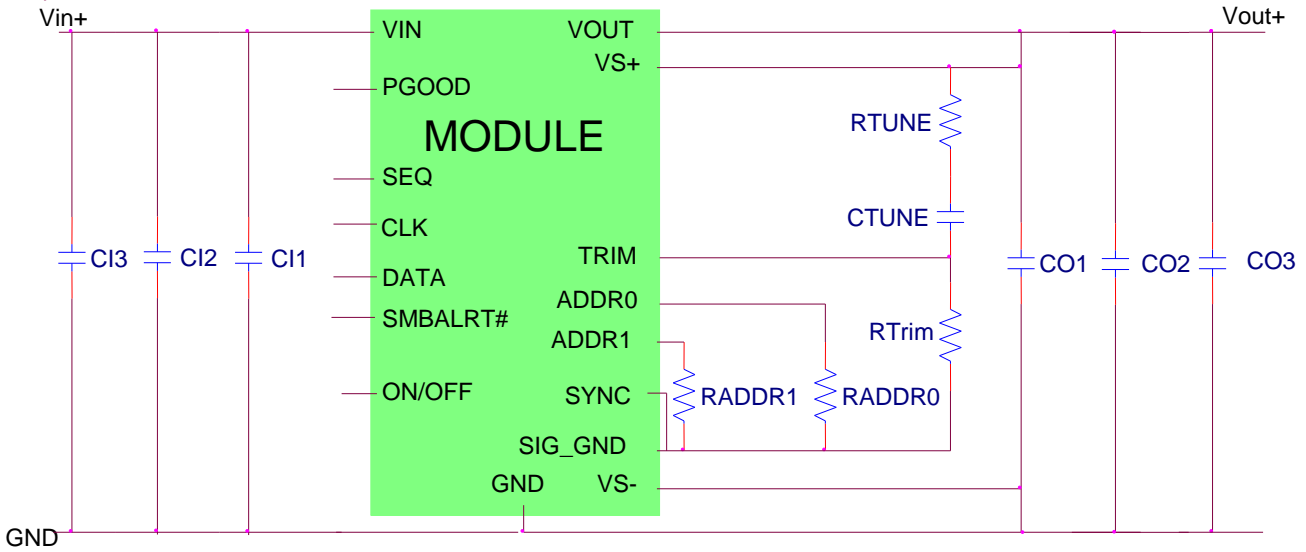 Vin+
Vout+
VIN
VOUT
VS+
PGOOD
MODULE
RTUNE
SEQ
CTUNE
CLK
TRIM
CI3
CI2
CI1
CO1
CO2
CO3
DATA
ADDR0
SMBALRT#
ADDR1
RTrim
ON/OFF
SYNC
RADDR1
RADDR0
SIG_GND
GND
VS-
GND